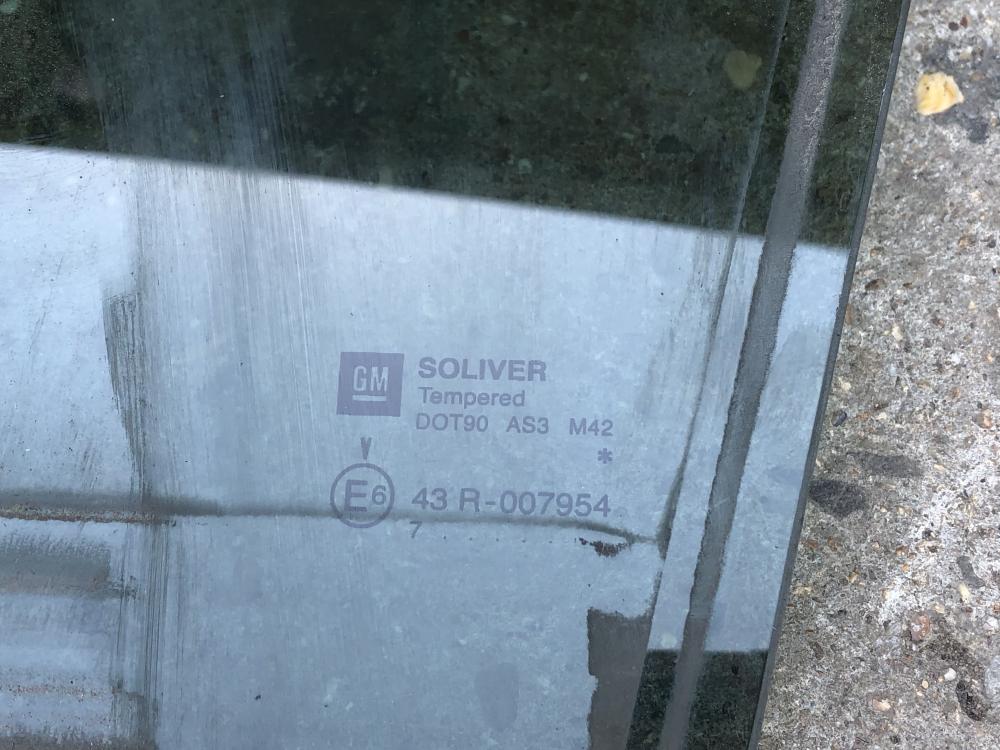 GM SOLIVER
Tempered
DOT90 AS3 M42
*
V
E6 43 R-007954
7